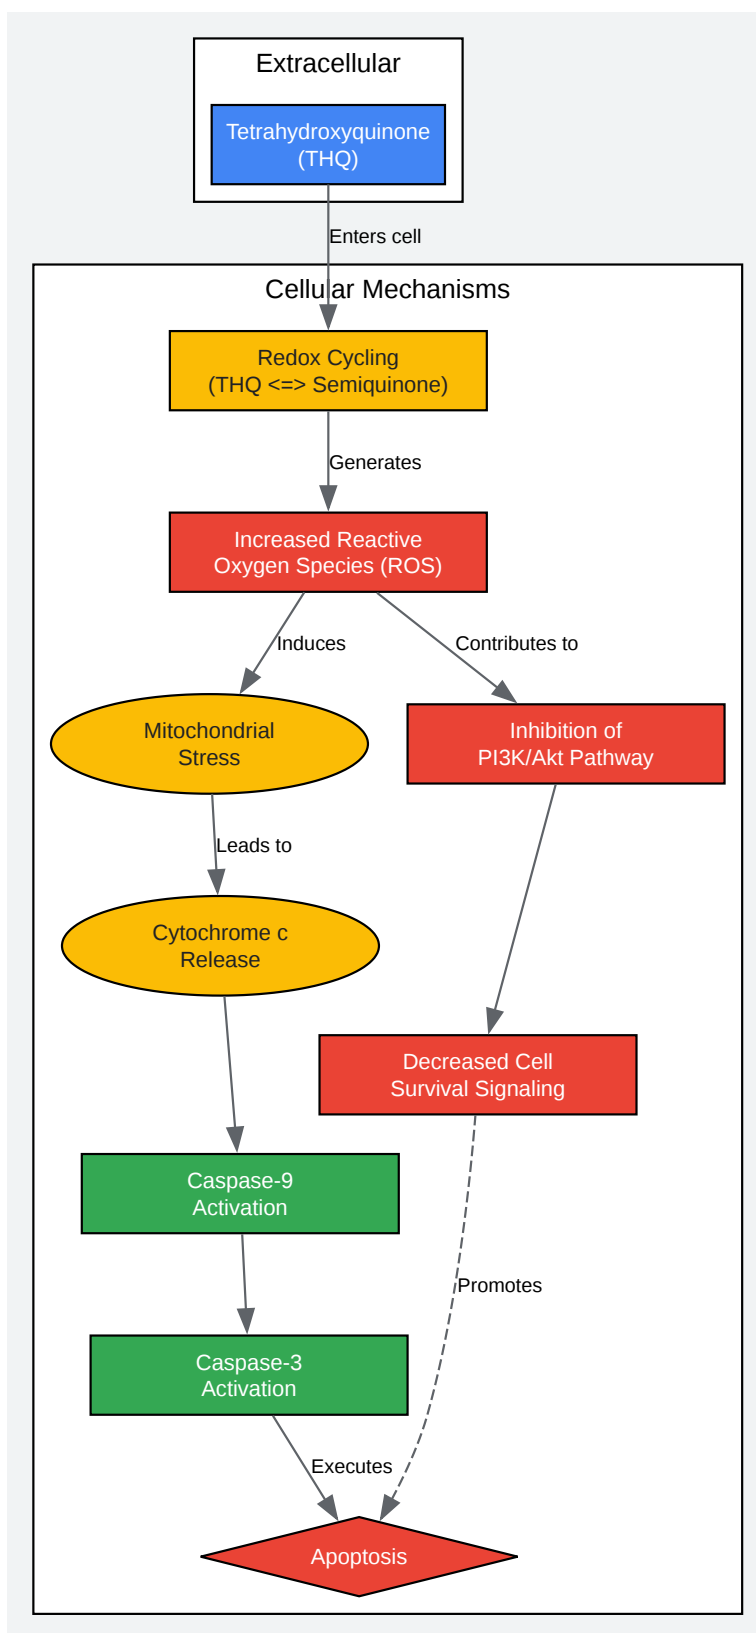 Extracellular
Tetrahydroxyquinone
(THQ)
Enters cell
Cellular Mechanisms
Redox Cycling
(THQ <=> Semiquinone)
Generates
Increased Reactive
Oxygen Species (ROS)
Induces
Contributes to
Mitochondrial
Stress
Inhibition of
PI3K/Akt Pathway
Leads to
Cytochrome c
Release
Decreased Cell
Survival Signaling
Caspase-9
Activation
Promotes
Caspase-3
Activation
Executes
Apoptosis